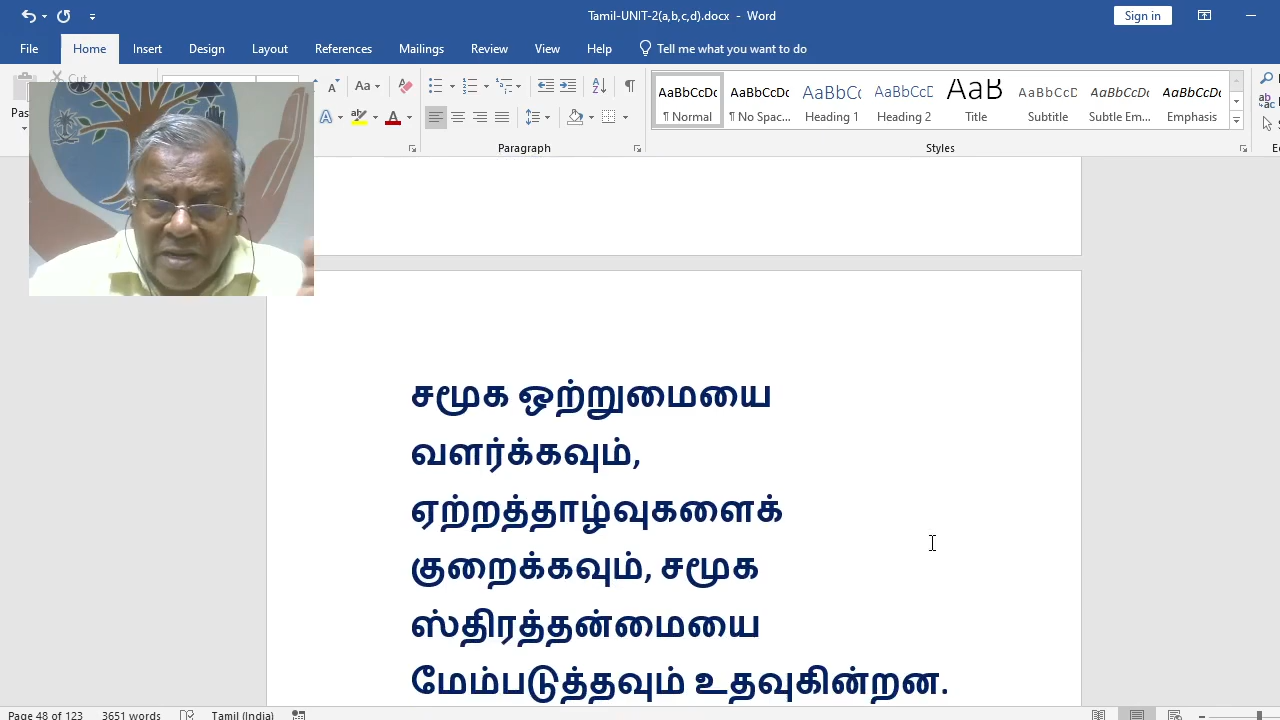 Tamil-UNIT-2(a,b,c,d).docx - Word
Sign in
File Home Insert Design Layout References Mailings Review View Help Tell me what you want to do
Cut
Pas
Aa
AaBbCcDc AaBbCcDc AaBbCc AaBbCcD AaB AaBbCcD AaBbCcDc AaBbCcDc
¶ Normal ¶ No Spac... Heading 1 Heading 2 Title Subtitle Subtle Em... Emphasis
Paragraph Styles
சமூக ஒற்றுமையை
வளர்க்கவும்,
ஏற்றத்தாழ்வுகளைக்
குறைக்கவும், சமூக
ஸ்திரத்தன்மையை
மேம்படுத்தவும் உதவுகின்றன.
Page 48 of 123 3651 words Tamil (India)